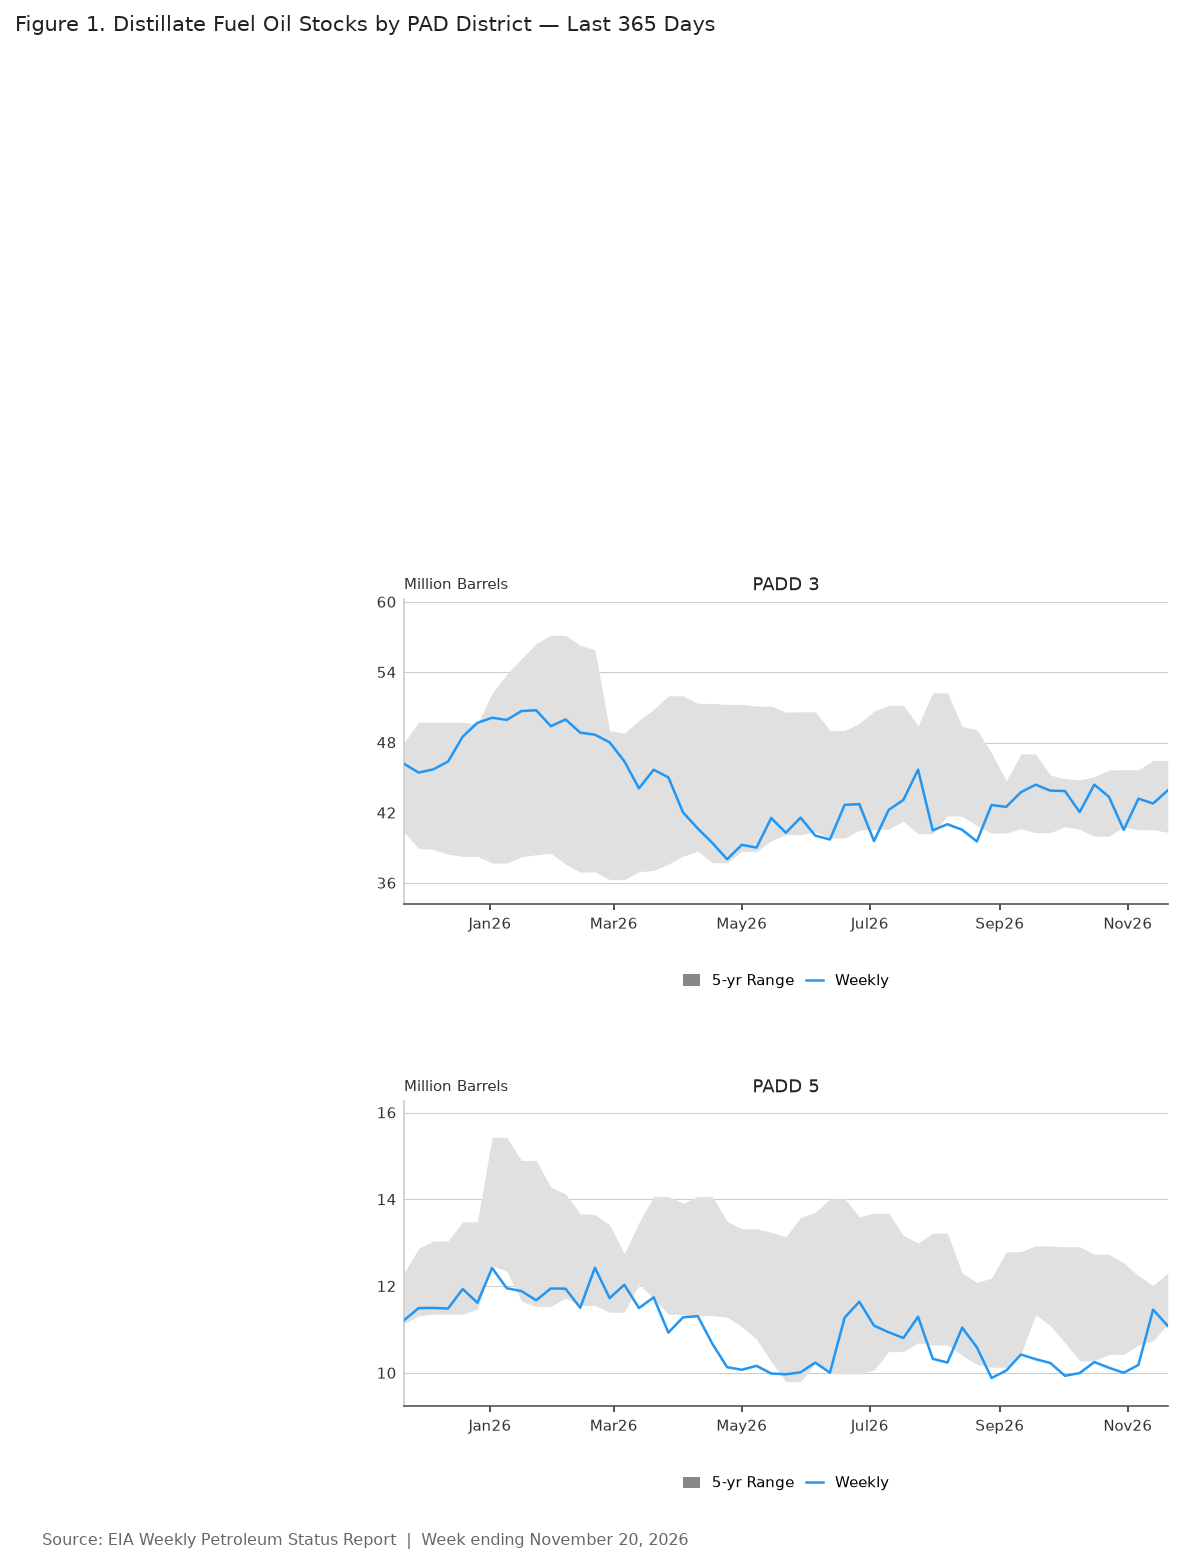 Figure 1. Distillate Fuel Oil Stocks by PAD District — Last 365 Days
Million Barrels
PADD 3
60
54
48
42
36
Jan26
Mar26
May26
Jul26
Sep26
Nov26
5-yr Range
Weekly
Million Barrels
PADD 5
16
14
12
10
Jan26
Mar26
May26
Jul26
Sep26
Nov26
5-yr Range
Weekly
Source: EIA Weekly Petroleum Status Report | Week ending November 20, 2026